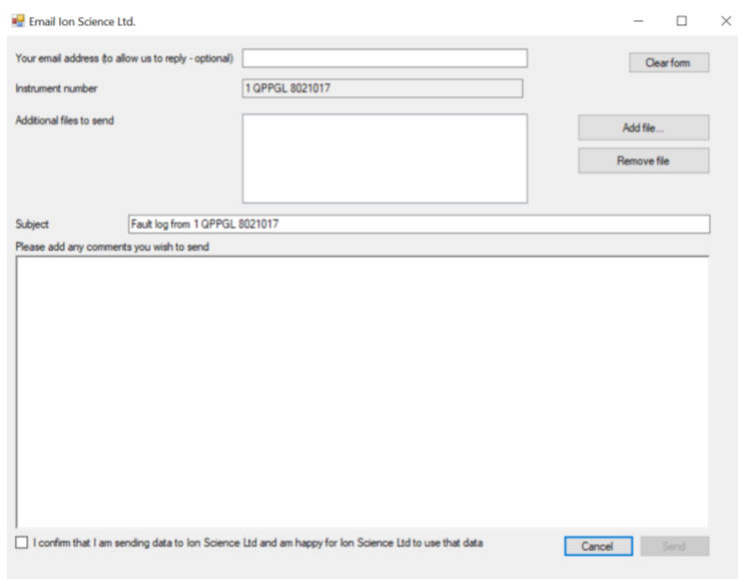 Email Ion Science Ltd.
Your email address (to allow us to reply - optional)
Clear form
Instrument number
1 QPPGL 8021017
Additional files to send
Add file...
Remove file
Subject
Fault log from 1 QPPGL 8021017
Please add any comments you wish to send
I confirm that I am sending data to Ion Science Ltd and am happy for Ion Science Ltd to use that data
Cancel
Send